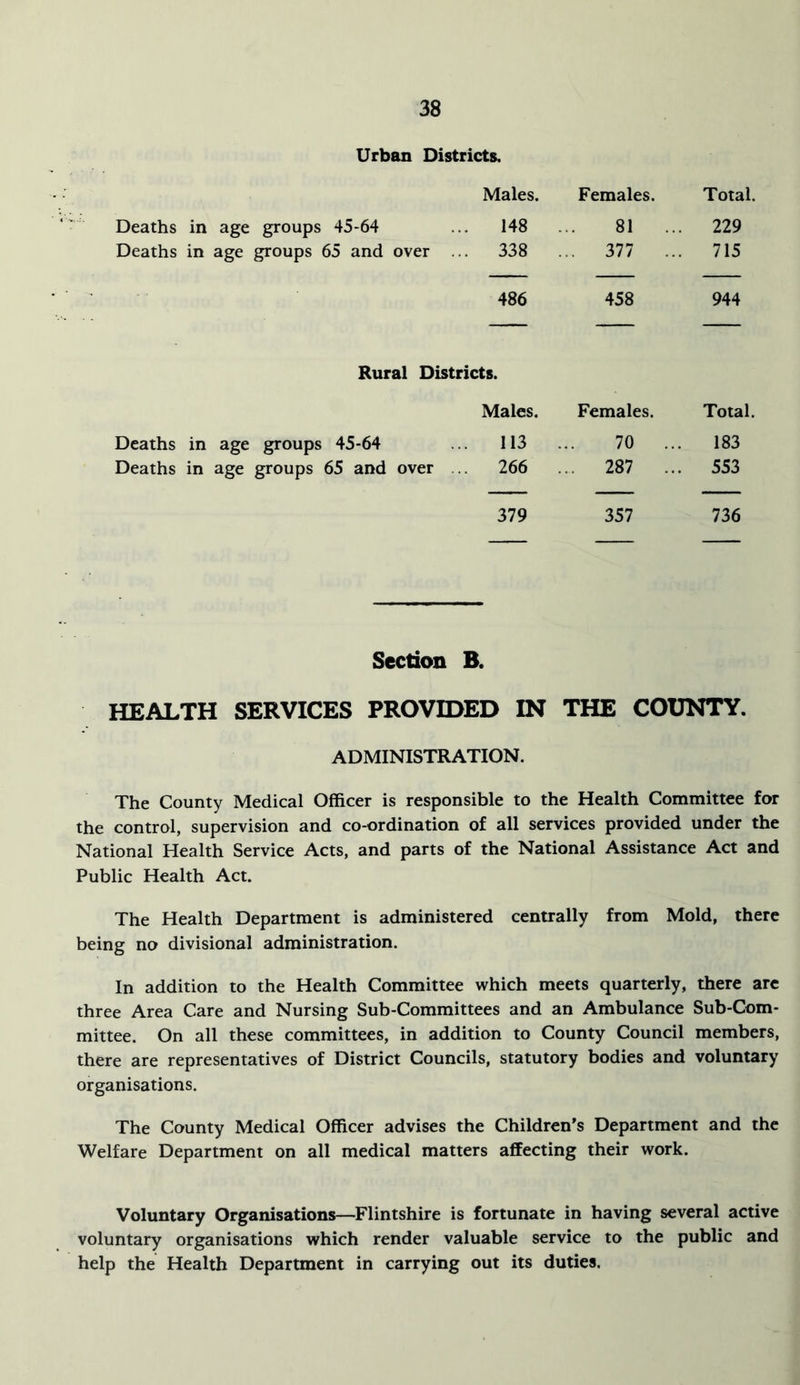 38
Urban Districts.
Males. Females. Total.
Deaths in age groups 45-64 ... 148 ... 81 ... 229
Deaths in age groups 65 and over ... 338 ... 377 ... 715
486 458 944
Rural Districts.
Males. Females. Total.
Deaths in age groups 45-64 ... 113 ... 70 ... 183
Deaths in age groups 65 and over ... 266 ... 287 ... 553
379 357 736
Section B.
HEALTH SERVICES PROVIDED IN THE COUNTY.
ADMINISTRATION.
The County Medical Officer is responsible to the Health Committee for
the control, supervision and co-ordination of all services provided under the
National Health Service Acts, and parts of the National Assistance Act and
Public Health Act.
The Health Department is administered centrally from Mold, there
being no divisional administration.
In addition to the Health Committee which meets quarterly, there are
three Area Care and Nursing Sub-Committees and an Ambulance Sub-Com-
mittee. On all these committees, in addition to County Council members,
there are representatives of District Councils, statutory bodies and voluntary
organisations.
The County Medical Officer advises the Children's Department and the
Welfare Department on all medical matters affecting their work.
Voluntary Organisations—Flintshire is fortunate in having several active
voluntary organisations which render valuable service to the public and
help the Health Department in carrying out its duties.